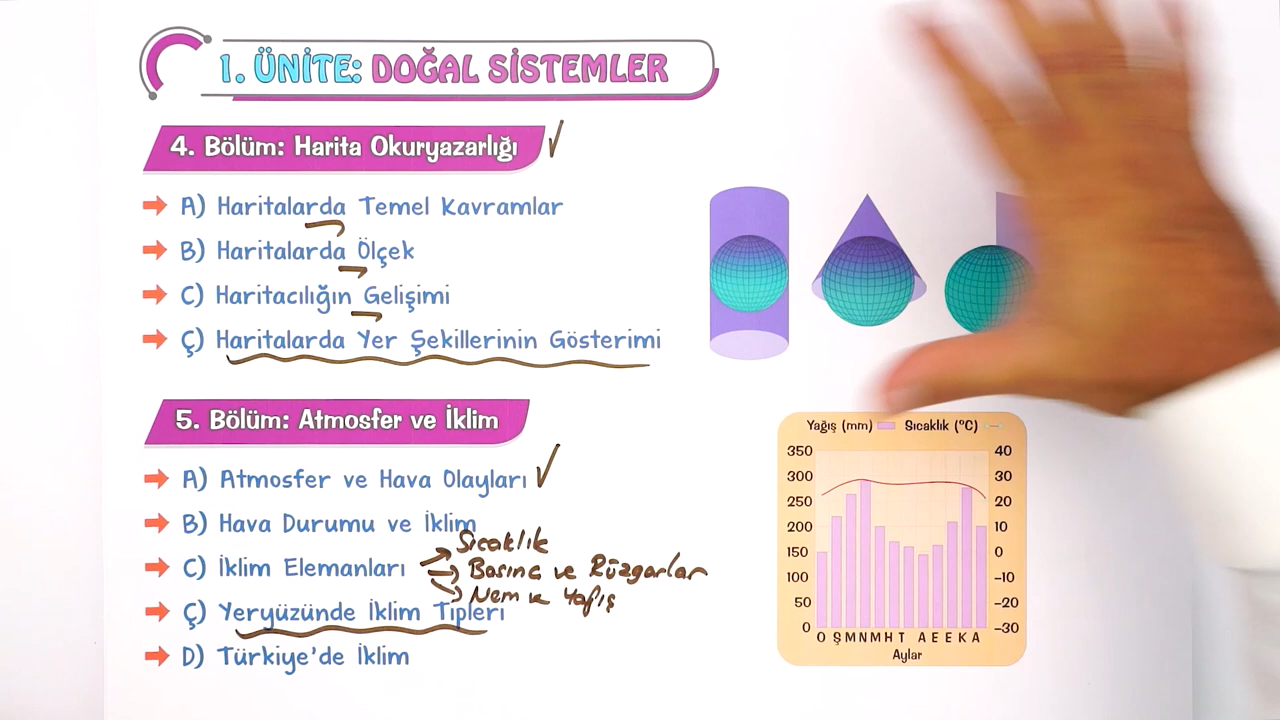 1. ÜNİTE: DOĞAL SİSTEMLER
4. Bölüm: Harita Okuryazarlığı
A) Haritalarda Temel Kavramlar
B) Haritalarda Ölçek
C) Haritacılığın Gelişimi
Ç) Haritalarda Yer Şekillerinin Gösterimi
5. Bölüm: Atmosfer ve İklim
A) Atmosfer ve Hava Olayları
B) Hava Durumu ve İklim
Sıcaklık
C) İklim Elemanları
Basınç ve Rüzgarlar
Nem ve Yağış
Ç) Yeryüzünde İklim Tipleri
D) Türkiye'de İklim
Yağış (mm) Sıcaklık (°C)
350 40
300 30
250 20
200 10
150 0
100 -10
50 -20
0 -30
O Ş M N M H T A E E K A
Aylar